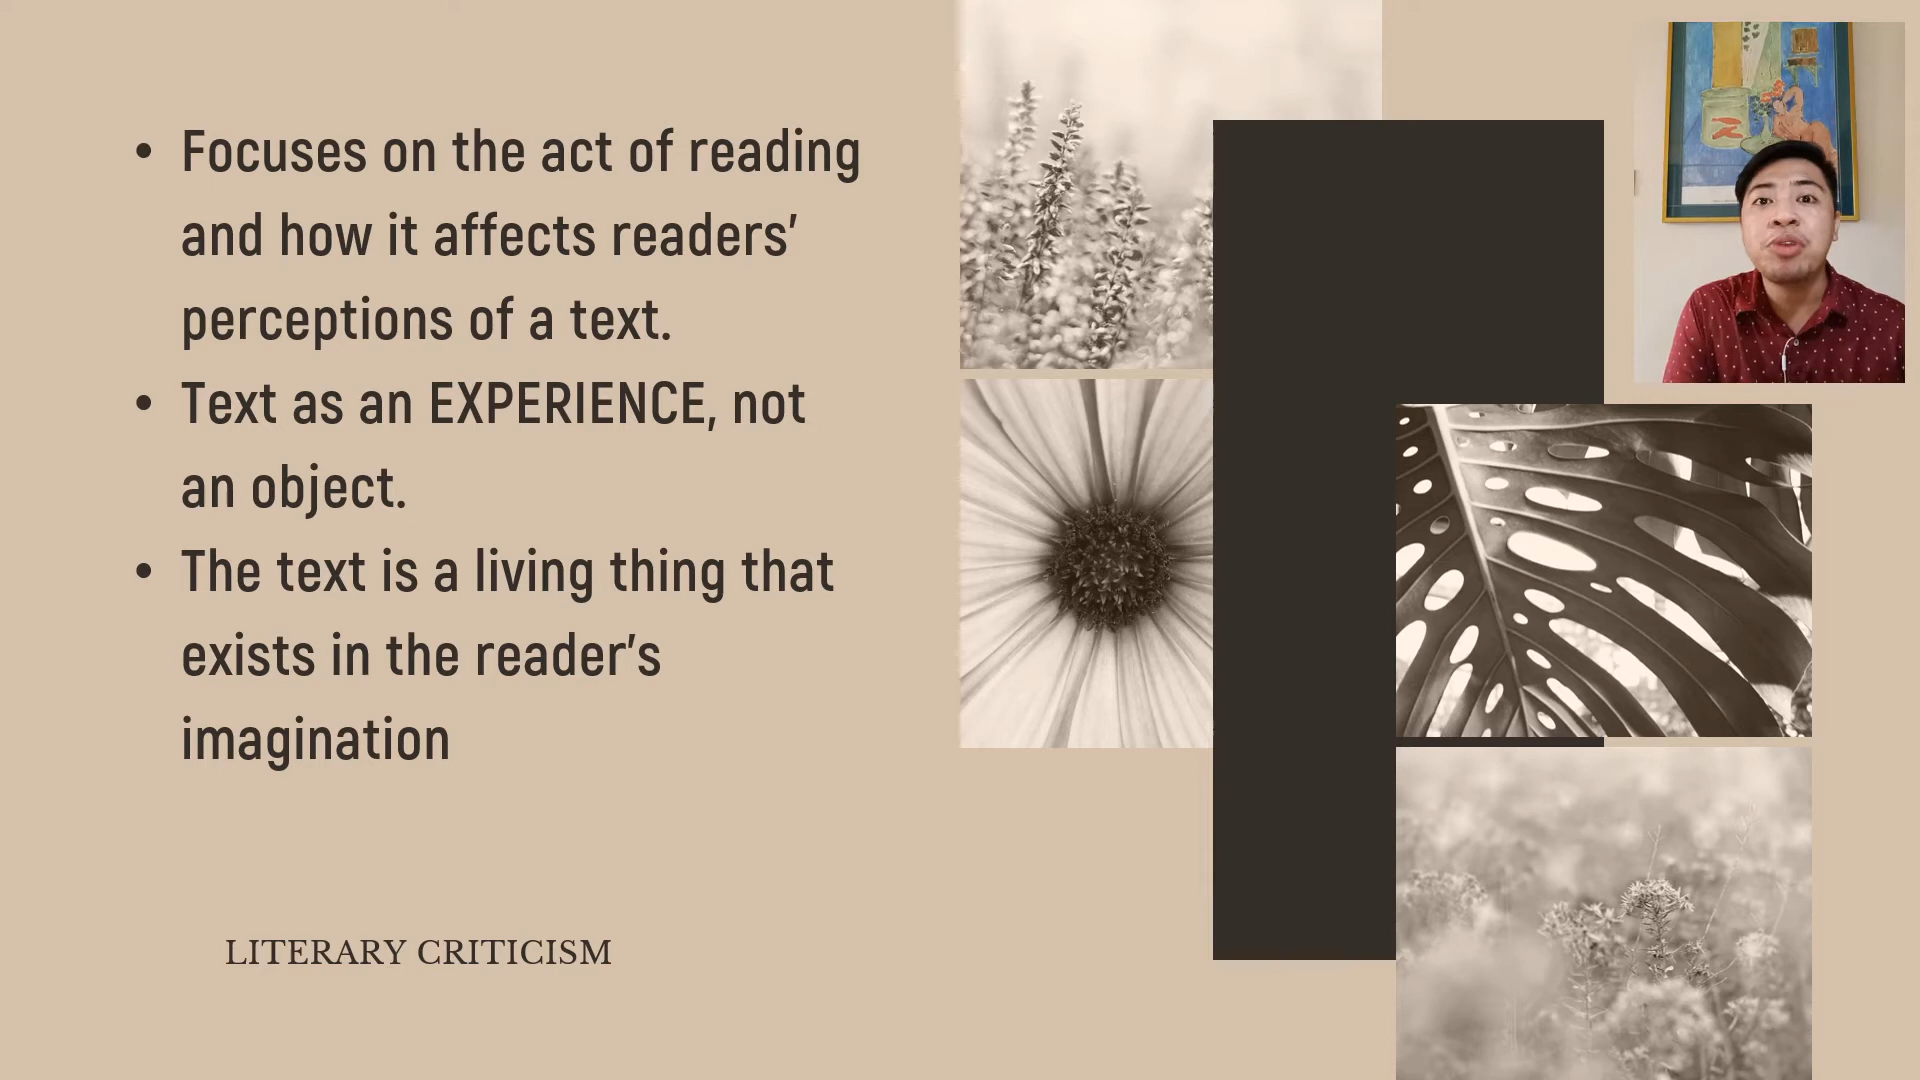 • Focuses on the act of reading
and how it affects readers’
perceptions of a text.
• Text as an EXPERIENCE, not
an object.
• The text is a living thing that
exists in the reader’s
imagination
LITERARY CRITICISM